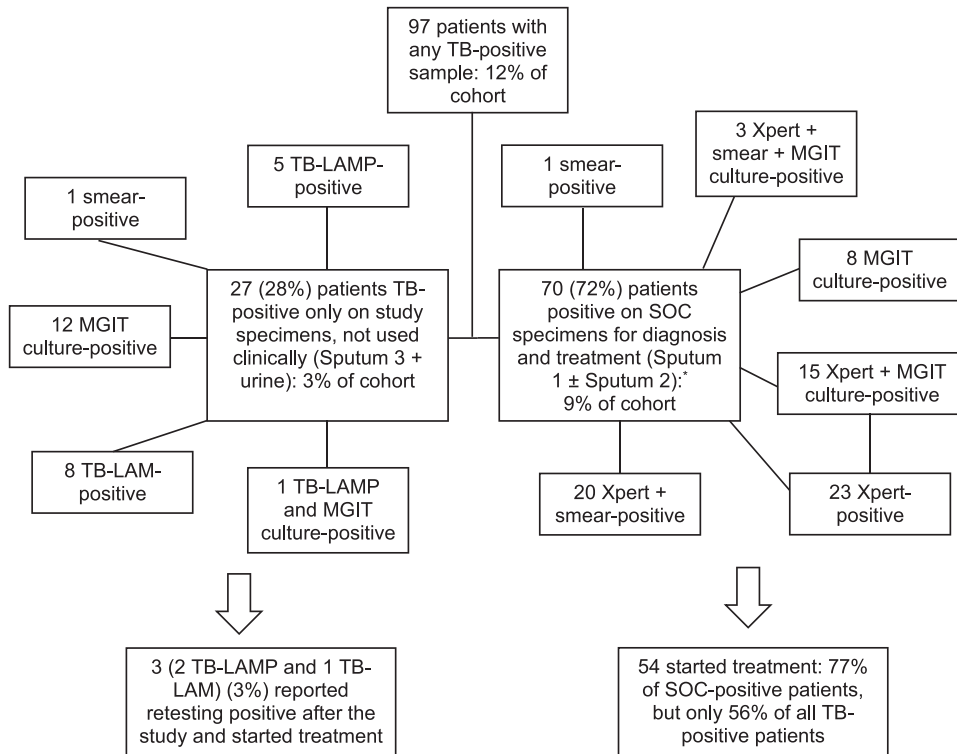 97 patients with
any TB-positive
sample: 12% of
cohort
5 TB-LAMP-
positive
1 smear-
positive
3 Xpert +
smear + MGIT
culture-positive
1 smear-
positive
27 (28%) patients TB-
positive only on study
specimens, not used
clinically (Sputum 3 +
urine): 3% of cohort
70 (72%) patients
positive on SOC
specimens for diagnosis
and treatment (Sputum
1 ± Sputum 2):*
9% of cohort
8 MGIT
culture-positive
12 MGIT
culture-positive
15 Xpert + MGIT
culture-positive
8 TB-LAM-
positive
1 TB-LAMP
and MGIT
culture-positive
20 Xpert +
smear-positive
23 Xpert-
positive
3 (2 TB-LAMP and 1 TB-
LAM) (3%) reported
retesting positive after the
study and started treatment
54 started treatment: 77%
of SOC-positive patients,
but only 56% of all TB-
positive patients